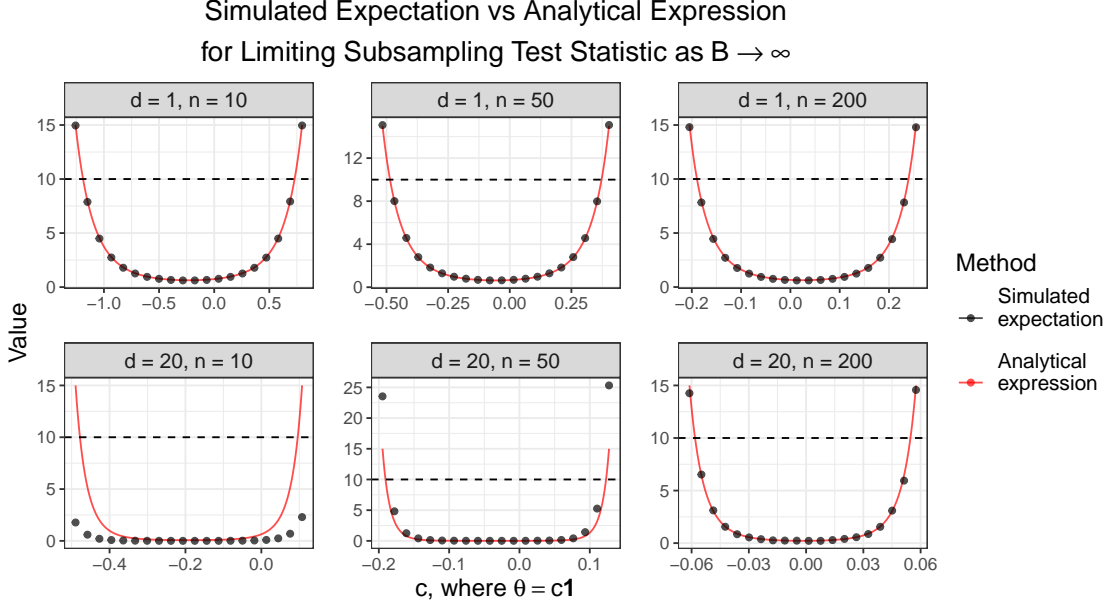 Simulated Expectation vs Analytical Expression
for Limiting Subsampling Test Statistic as B → ∞
d = 1, n = 10
d = 1, n = 50
d = 1, n = 200
15
10
5
0
−1.0 −0.5 0.0 0.5
12
8
4
0
−0.50 −0.25 0.00 0.25
15
10
5
0
−0.2 −0.1 0.0 0.1 0.2
Value
d = 20, n = 10
d = 20, n = 50
d = 20, n = 200
15
10
5
0
−0.4 −0.2 0.0
25
20
15
10
5
0
−0.2 −0.1 0.0 0.1
15
10
5
0
−0.06 −0.03 0.00 0.03 0.06
c, where θ = c1
Method
Simulated
expectation
Analytical
expression